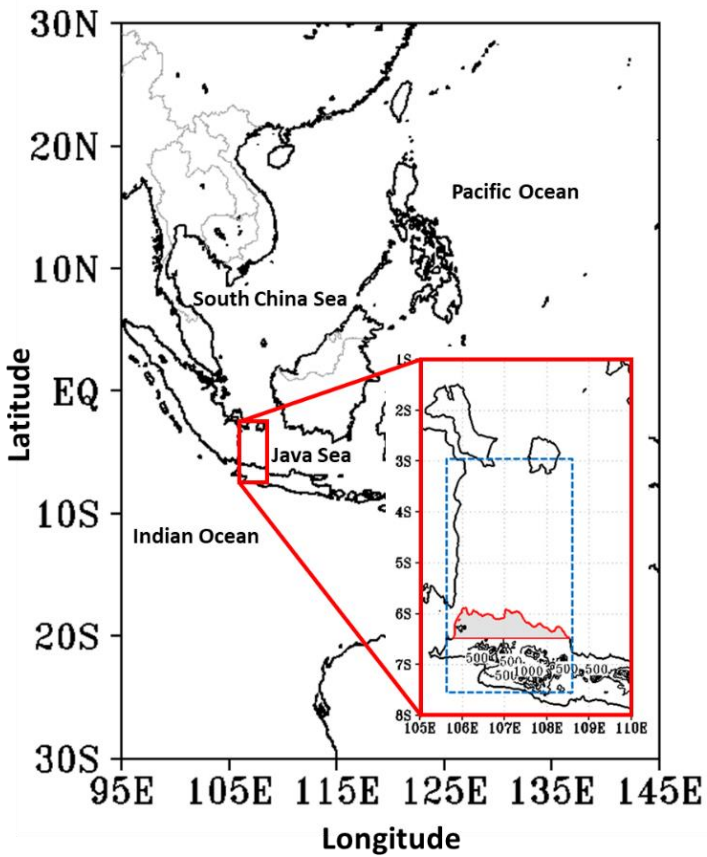 30N
20N
10N
EQ
10S
20S
30S
Latitude
95E 105E 115E 125E 135E 145E
Longitude
Pacific Ocean
South China Sea
Java Sea
Indian Ocean
1S
2S
3S
4S
5S
6S
7S
8S
500 500 500 1000 500 500
105E 106E 107E 108E 109E 110E